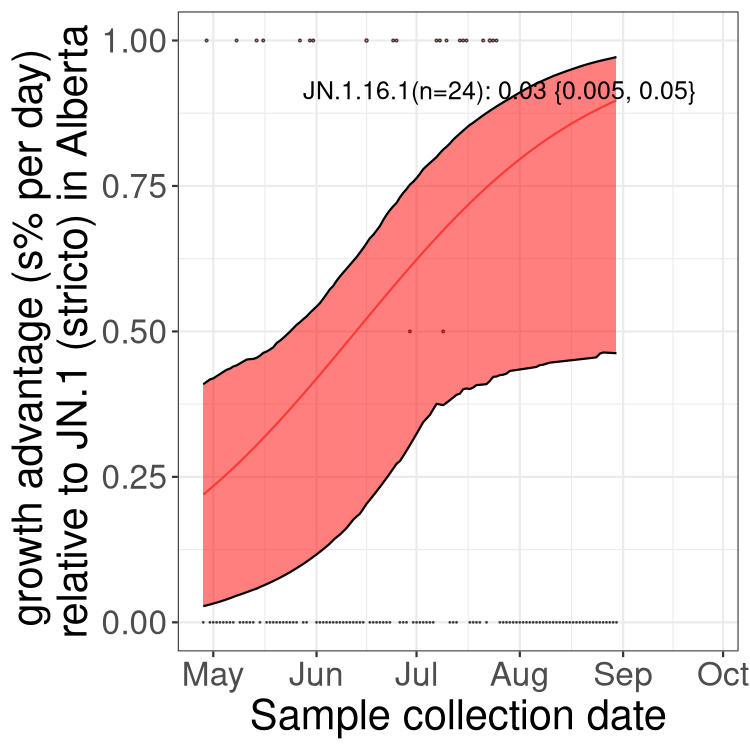 growth advantage (s% per day)
relative to JN.1 (stricto) in Alberta
1.00
0.75
0.50
0.25
0.00
JN.1.16.1(n=24): 0.03 {0.005, 0.05}
May Jun Jul Aug Sep Oct
Sample collection date